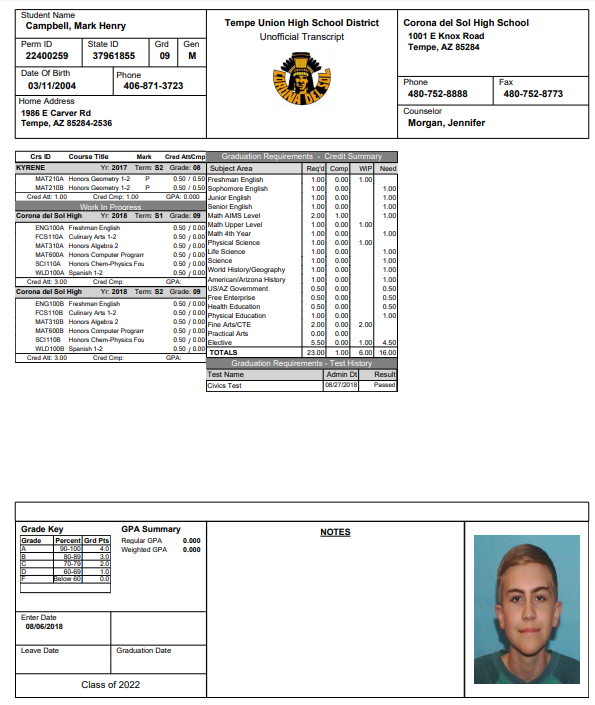 Student Name
Campbell, Mark Henry
Perm ID State ID Grd Gen
22400259 37961855 09 M
Date Of Birth Phone
03/11/2004 406-871-3723
Home Address
1986 E Carver Rd
Tempe, AZ 85284-2536
Tempe Union High School District
Unofficial Transcript
CORONA DEL SOL
Corona del Sol High School
1001 E Knox Road
Tempe, AZ 85284
Phone Fax
480-752-8888 480-752-8773
Counselor
Morgan, Jennifer
Crs ID Course Title Mark Cred Att/Cmp
KYRENE Yr: 2017 Term: S2 Grade: 08
MAT210A Honors Geometry 1-2 P 0.50 / 0.50
MAT210B Honors Geometry 1-2 P 0.50 / 0.50
Cred Att: 1.00 Cred Cmp: 1.00 GPA: 0.000
Work In Progress
Corona del Sol High Yr: 2018 Term: S1 Grade: 09
ENG100A Freshman English 0.50 / 0.00
FCS110A Culinary Arts 1-2 0.50 / 0.00
MAT310A Honors Algebra 2 0.50 / 0.00
MAT600A Honors Computer Program 0.50 / 0.00
SCI110A Honors Chem-Physics Fou 0.50 / 0.00
WLD100A Spanish 1-2 0.50 / 0.00
Cred Att: 3.00 Cred Cmp: GPA:
Corona del Sol High Yr: 2018 Term: S2 Grade: 09
ENG100B Freshman English 0.50 / 0.00
FCS110B Culinary Arts 1-2 0.50 / 0.00
MAT310B Honors Algebra 2 0.50 / 0.00
MAT600B Honors Computer Program 0.50 / 0.00
SCI110B Honors Chem-Physics Fou 0.50 / 0.00
WLD100B Spanish 1-2 0.50 / 0.00
Cred Att: 3.00 Cred Cmp: GPA:
Graduation Requirements - Credit Summary
Subject Area Req'd Comp WIP Need
Freshman English 1.00 0.00 1.00
Sophomore English 1.00 0.00 1.00
Junior English 1.00 0.00 1.00
Senior English 1.00 0.00 1.00
Math AIMS Level 2.00 1.00 1.00
Math Upper Level 1.00 0.00 1.00
Math 4th Year 1.00 0.00 1.00
Physical Science 1.00 0.00 1.00
Life Science 1.00 0.00 1.00
Science 1.00 0.00 1.00
World History/Geography 1.00 0.00 1.00
American/Arizona History 1.00 0.00 1.00
US/AZ Government 0.50 0.00 0.50
Free Enterprise 0.50 0.00 0.50
Health Education 0.50 0.00 0.50
Physical Education 1.00 0.00 1.00
Fine Arts/CTE 2.00 0.00 2.00
Practical Arts 0.00 0.00
Elective 5.50 0.00 1.00 4.50
TOTALS 23.00 1.00 6.00 16.00
Graduation Requirements - Test History
Test Name Admin Dt Result
Civics Test 08/27/2018 Passed
Grade Key
Grade Percent Grd Pts
A 90-100 4.0
B 80-89 3.0
C 70-79 2.0
D 60-69 1.0
F Below 60 0.0
GPA Summary
Regular GPA 0.000
Weighted GPA 0.000
NOTES
Enter Date
08/06/2018
Leave Date Graduation Date
Class of 2022